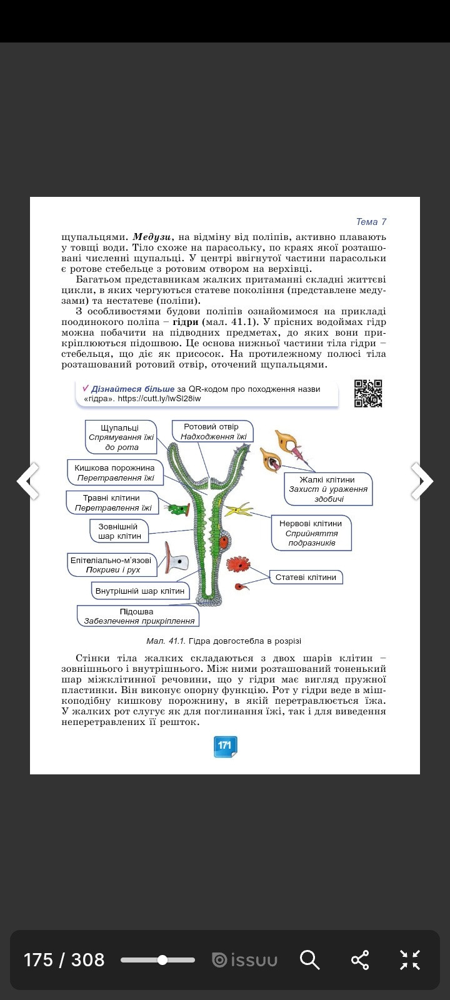 Тема 7
щупальцями. Медузи, на відміну від поліпів, активно плавають
у товщі води. Тіло схоже на парасольку, по краях якої розташо-
вані численні щупальці. У центрі ввігнутої частини парасольки
є ротове стебельце з ротовим отвором на верхівці.
Багатьом представникам жалких притаманні складні життєві
цикли, в яких чергуються статеве покоління (представлене меду-
зами) та нестатеве (поліпи).
З особливостями будови поліпів ознайомимося на прикладі
поодинокого поліпа – гідри (мал. 41.1). У прісних водоймах гідр
можна побачити на підводних предметах, до яких вони при-
кріплюються підошвою. Це основа нижньої частини тіла гідри –
стебельця, що діє як присосок. На протилежному полюсі тіла
розташований ротовий отвір, оточений щупальцями.
✓ Дізнайтеся більше за QR-кодом про походження назви
«гідра». https://cutt.ly/lwSl28iw
Щупальці
Спрямування їжі
до рота
Ротовий отвір
Надходження їжі
Кишкова порожнина
Перетравлення їжі
Жалкі клітини
Захист й ураження
здобичі
Травні клітини
Перетравлення їжі
Зовнішній
шар клітин
Нервові клітини
Сприйняття
подразників
Епітеліально-м'язові
Покриви і рух
Статеві клітини
Внутрішній шар клітин
Підошва
Забезпечення прикріплення
Мал. 41.1. Гідра довгостебла в розрізі
Стінки тіла жалких складаються з двох шарів клітин –
зовнішнього і внутрішнього. Між ними розташований тоненький
шар міжклітинної речовини, що у гідри має вигляд пружної
пластинки. Він виконує опорну функцію. Рот у гідри веде в міш-
коподібну кишкову порожнину, в якій перетравлюється їжа.
У жалких рот слугує як для поглинання їжі, так і для виведення
неперетравлених її решток.
171
175 / 308
issuu